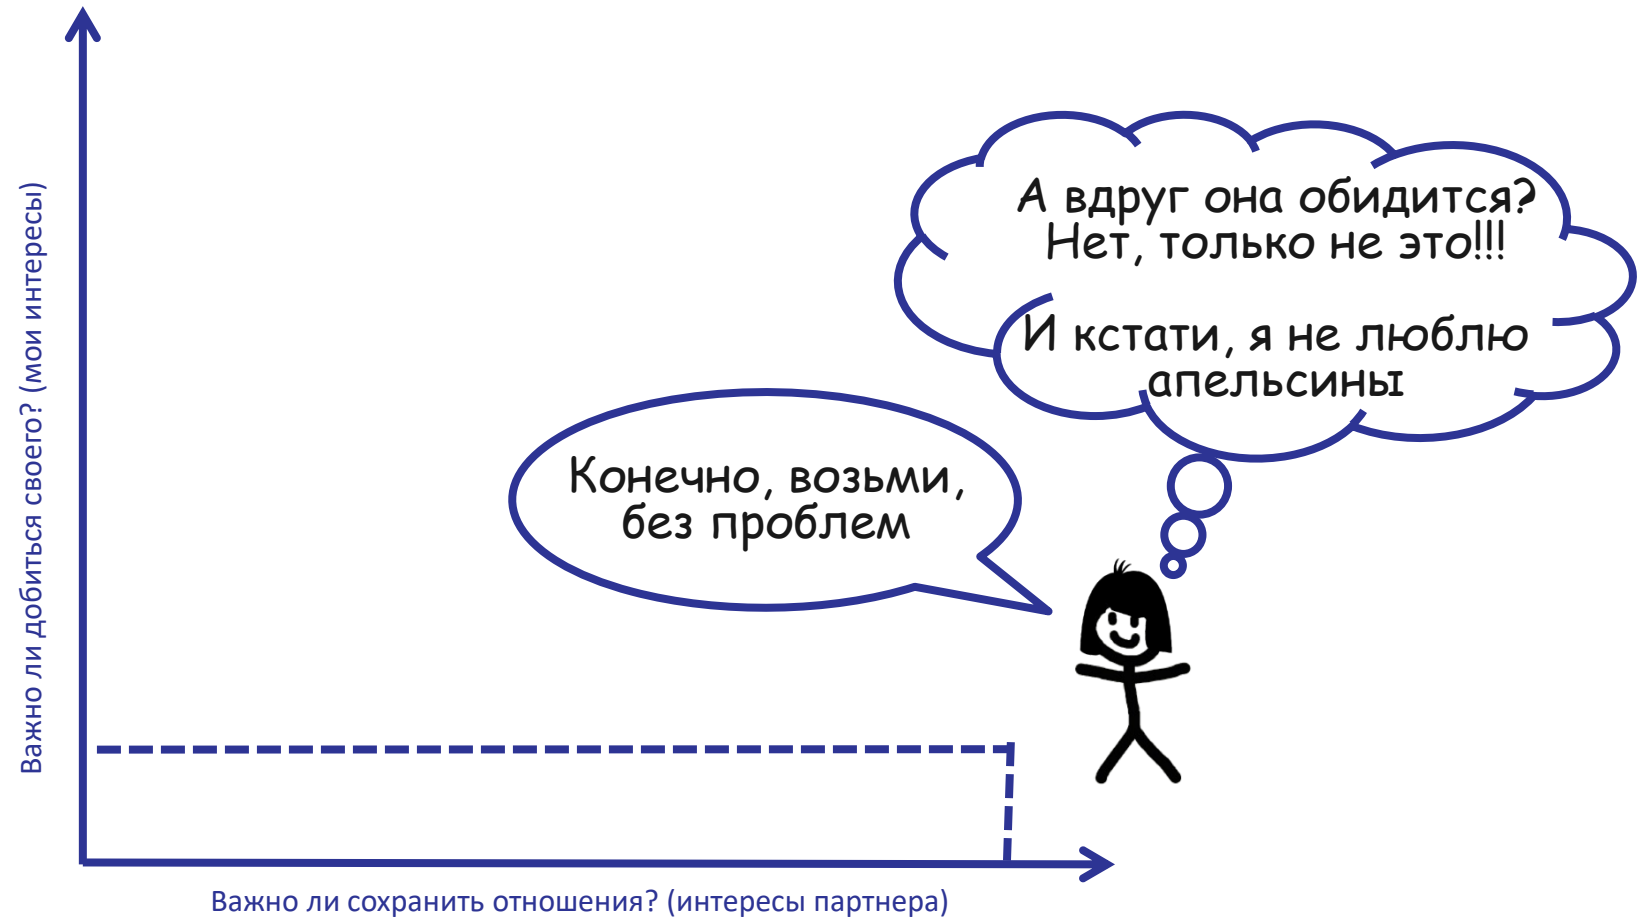 Важно ли добиться своего? (мои интересы)
А вдруг она обидится?
Нет, только не это!!!
И кстати, я не люблю
апельсины
Конечно, возьми,
без проблем
Важно ли сохранить отношения? (интересы партнера)